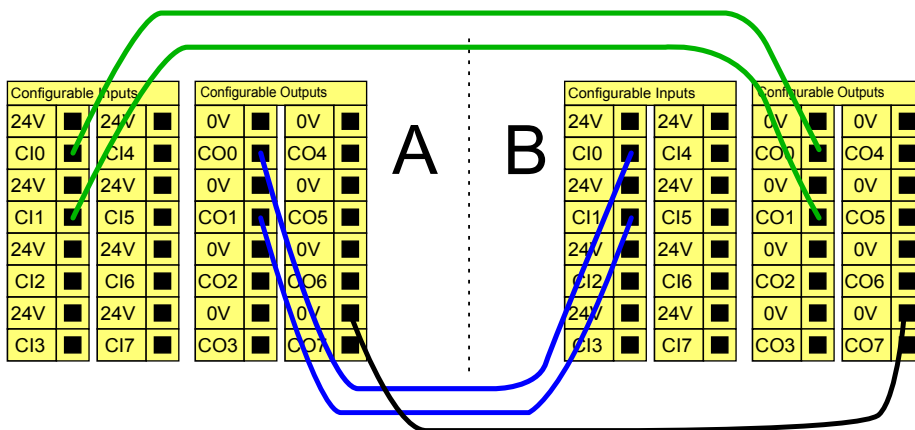 Configurable Inputs
24V 24V
CI0 CI4
24V 24V
CI1 CI5
24V 24V
CI2 CI6
24V 24V
CI3 CI7
Configurable Outputs
0V 0V
CO0 CO4
0V 0V
CO1 CO5
0V 0V
CO2 CO6
0V 0V
CO3 CO7
A
B
Configurable Inputs
24V 24V
CI0 CI4
24V 24V
CI1 CI5
24V 24V
CI2 CI6
24V 24V
CI3 CI7
Configurable Outputs
0V 0V
CO0 CO4
0V 0V
CO1 CO5
0V 0V
CO2 CO6
0V 0V
CO3 CO7